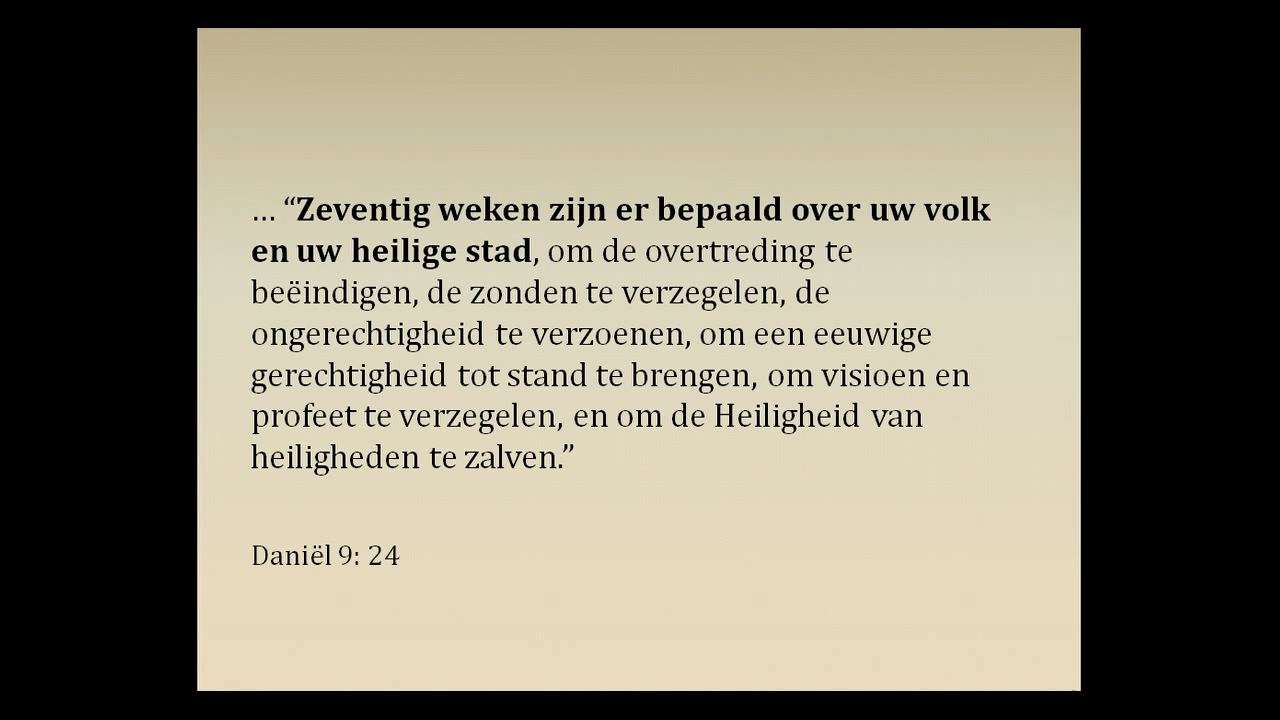 ... “Zeventig weken zijn er bepaald over uw volk
en uw heilige stad, om de overtreding te
beëindigen, de zonden te verzegelen, de
ongerechtigheid te verzoenen, om een eeuwige
gerechtigheid tot stand te brengen, om visioen en
profeet te verzegelen, en om de Heiligheid van
heiligheden te zalven.”
Daniël 9: 24